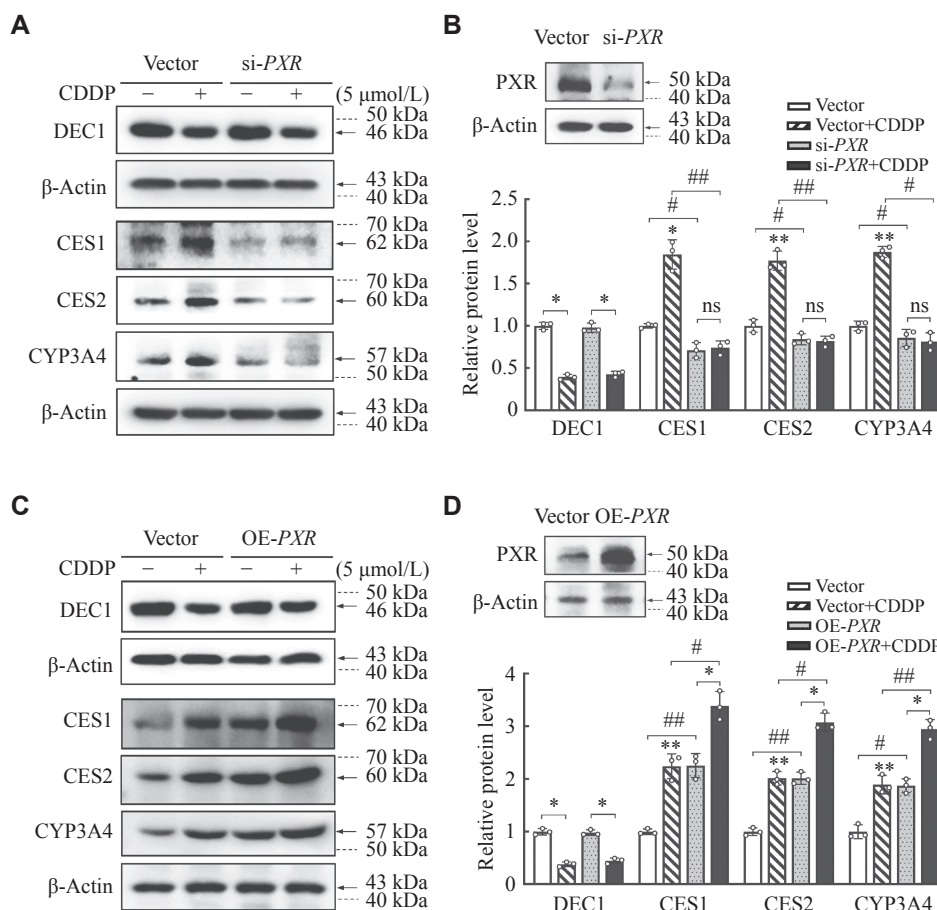 A
Vector si-PXR
CDDP – + – + (5 μmol/L)
DEC1
50 kDa
46 kDa
β-Actin
43 kDa
40 kDa
CES1
70 kDa
62 kDa
CES2
70 kDa
60 kDa
CYP3A4
57 kDa
50 kDa
β-Actin
43 kDa
40 kDa
B
Vector si-PXR
PXR
50 kDa
40 kDa
β-Actin
43 kDa
40 kDa
Vector
Vector+CDDP
si-PXR
si-PXR+CDDP
Relative protein level
2.5
2.0
1.5
1.0
0.5
0
* *
# ## * ns
# ## ** ns
# # ** ns
DEC1 CES1 CES2 CYP3A4
C
Vector OE-PXR
CDDP – + – + (5 μmol/L)
DEC1
50 kDa
46 kDa
β-Actin
43 kDa
40 kDa
CES1
70 kDa
62 kDa
CES2
70 kDa
60 kDa
CYP3A4
57 kDa
50 kDa
β-Actin
43 kDa
40 kDa
D
Vector OE-PXR
PXR
50 kDa
40 kDa
β-Actin
43 kDa
40 kDa
Vector
Vector+CDDP
OE-PXR
OE-PXR+CDDP
Relative protein level
4
3
2
1
0
* *
## # ** *
## # ** *
# ## ** *
DEC1 CES1 CES2 CYP3A4